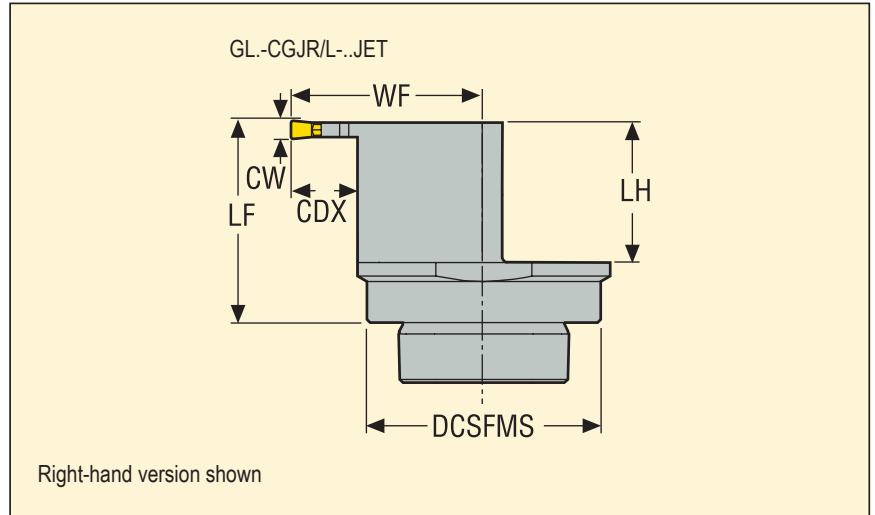 GL.-CGJR/L-..JET
WF
CW
LF
CDX
LH
DCSFMS
Right-hand version shown